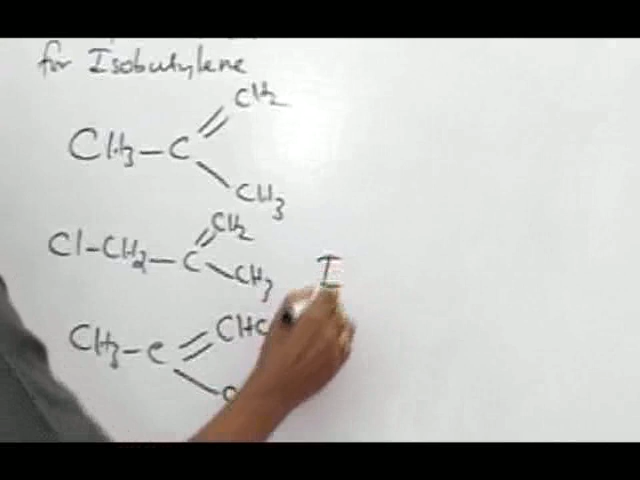 for Isobutylene
CH2
CH3-C
CH3
CH2
Cl-CH2-C
CH3
I
CH3-C